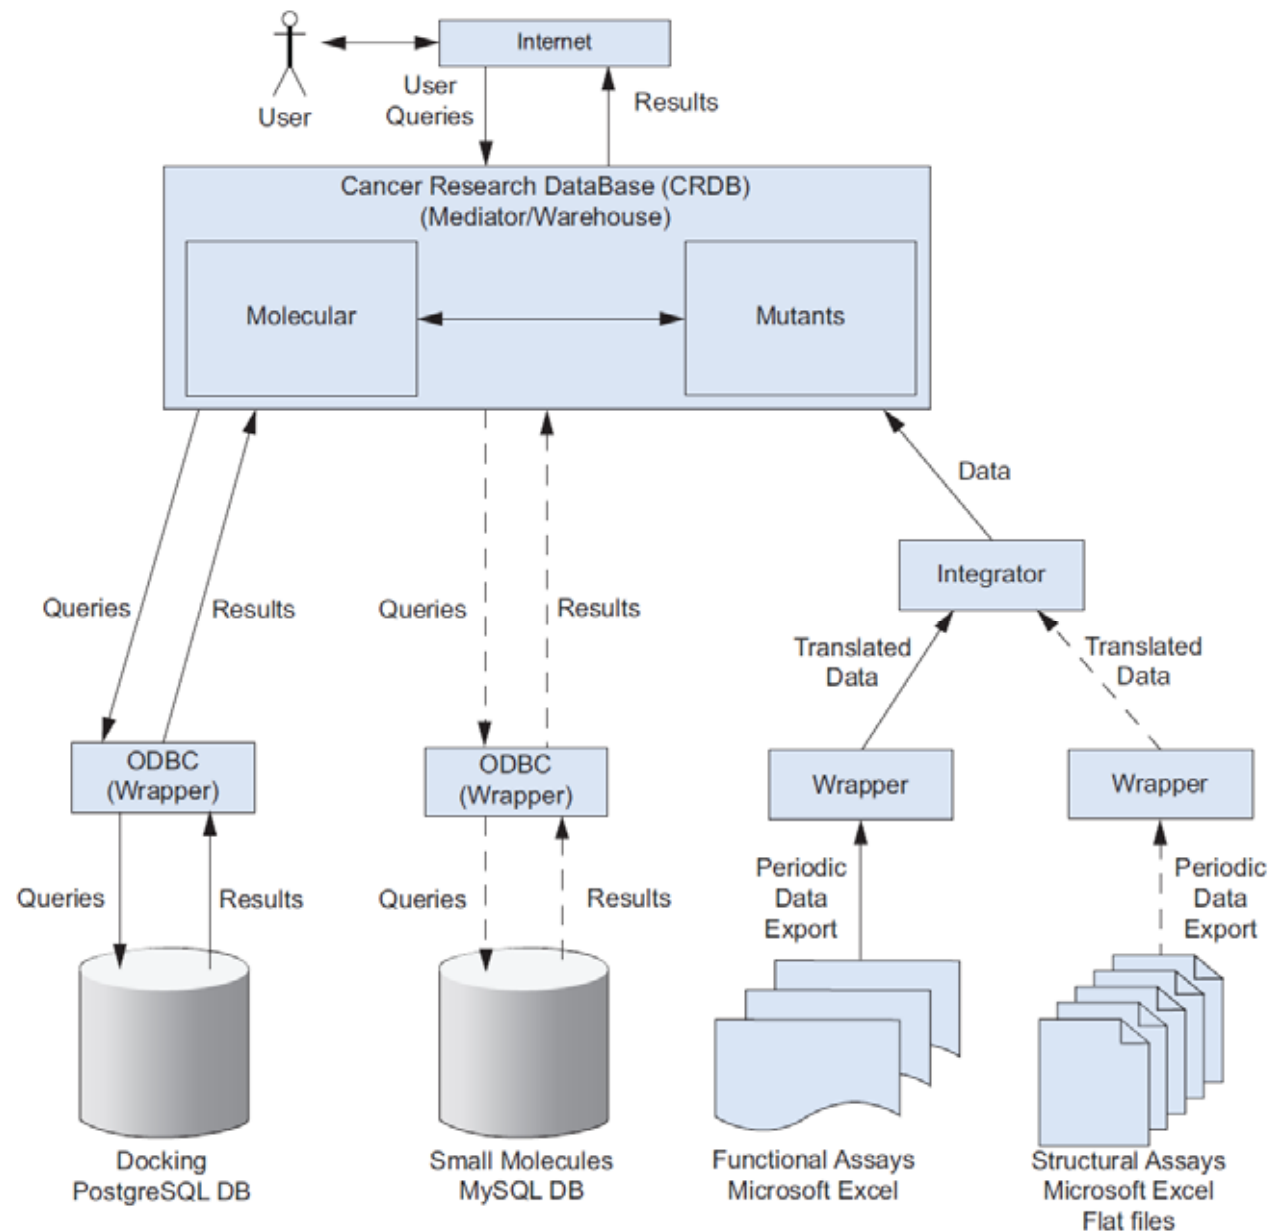 Internet
User
User
Queries
Results
Cancer Research DataBase (CRDB)
(Mediator/Warehouse)
Molecular
Mutants
Data
Integrator
Queries
Results
Queries
Results
Translated
Data
Translated
Data
ODBC
(Wrapper)
ODBC
(Wrapper)
Wrapper
Wrapper
Queries
Results
Queries
Results
Periodic
Data
Export
Periodic
Data
Export
Docking
PostgreSQL DB
Small Molecules
MySQL DB
Functional Assays
Microsoft Excel
Structural Assays
Microsoft Excel
Flat files